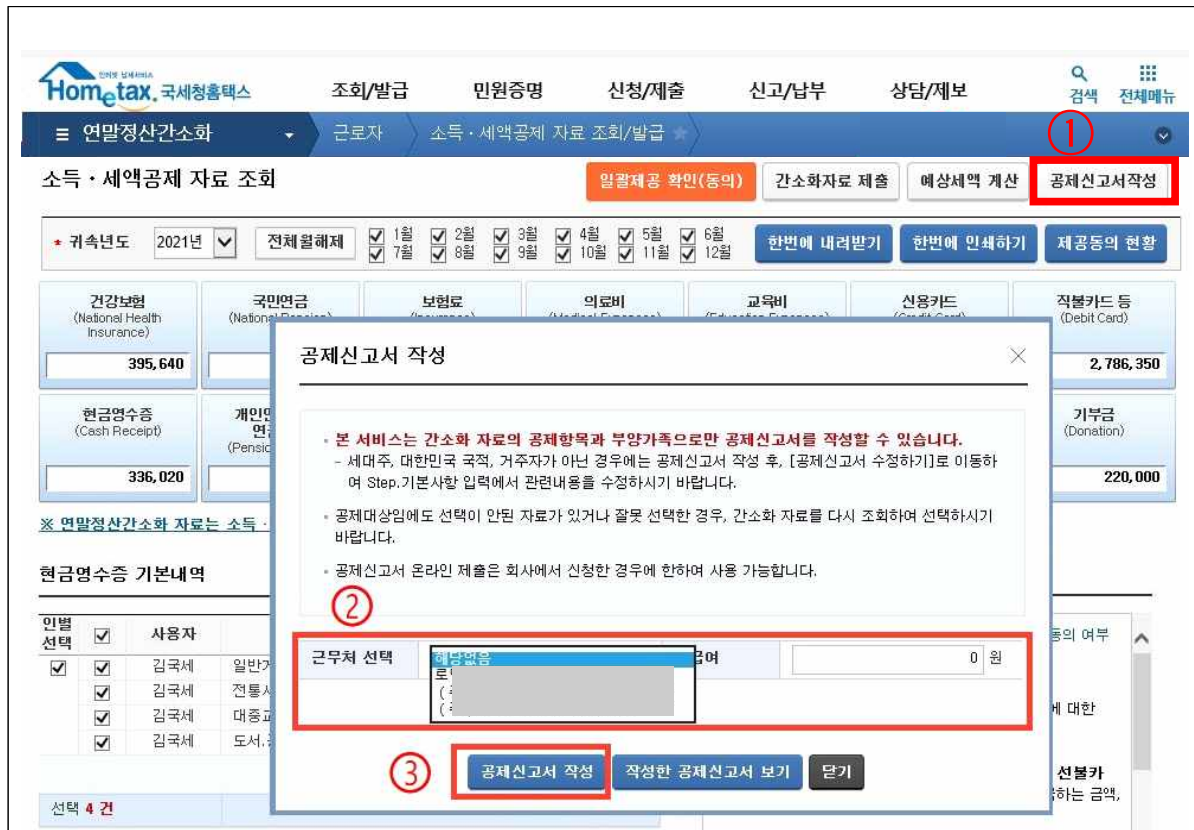 인터넷 납세서비스
Hometax. 국세청홈택스
조회/발급
민원증명
신청/제출
신고/납부
상담/제보
검색
전체메뉴
연말정산간소화
근로자
소득·세액공제 자료 조회/발급
①
소득·세액공제 자료 조회
일괄제공 확인(동의)
간소화자료 제출
예상세액 계산
공제신고서작성
* 귀속년도
2021년
전체월해제
1월 2월 3월 4월 5월 6월
7월 8월 9월 10월 11월 12월
한번에 내려받기
한번에 인쇄하기
제공동의 현황
건강보험
(National Health
Insurance)
395,640
국민연금
보험료
의료비
교육비
신용카드
직불카드 등
(Debit Card)
2,786,350
현금영수증
(Cash Receipt)
336,020
기부금
(Donation)
220,000
공제신고서 작성
• 본 서비스는 간소화 자료의 공제항목과 부양가족으로만 공제신고서를 작성할 수 있습니다.
- 세대주, 대한민국 국적, 거주자가 아닌 경우에는 공제신고서 작성 후, [공제신고서 수정하기]로 이동하
여 Step.기본사항 입력에서 관련내용을 수정하시기 바랍니다.
• 공제대상임에도 선택이 안된 자료가 있거나 잘못 선택한 경우, 간소화 자료를 다시 조회하여 선택하시기
바랍니다.
• 공제신고서 온라인 제출은 회사에서 신청한 경우에 한하여 사용 가능합니다.
②
근무처 선택
해당없음
급여
0 원
③
공제신고서 작성
작성한 공제신고서 보기
닫기
※ 연말정산간소화 자료는 소득·
현금영수증 기본내역
인별
선택
사용자
김국세
김국세
김국세
김국세
선택 4 건
동의 여부
에 대한
선불카
하는 금액,